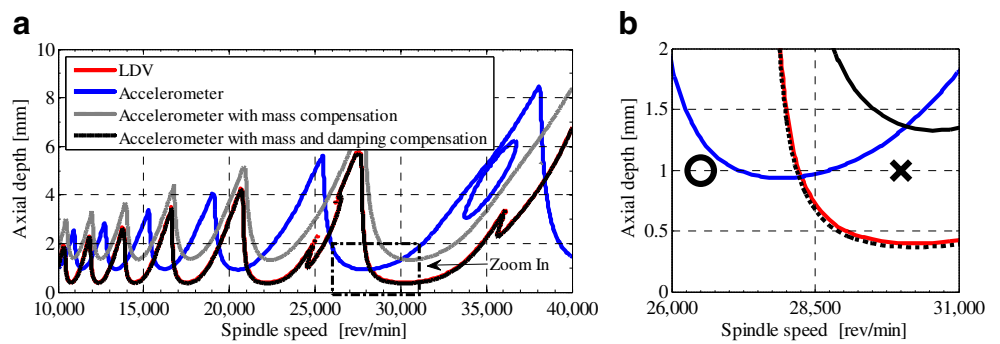 a
10
8
6
4
2
0
Axial depth [mm]
LDV
Accelerometer
Accelerometer with mass compensation
Accelerometer with mass and damping compensation
Zoom In
10,000 15,000 20,000 25,000 30,000 35,000 40,000
Spindle speed [rev/min]
b
2
1.5
1
0.5
0
Axial depth [mm]
26,000 28,500 31,000
Spindle speed [rev/min]